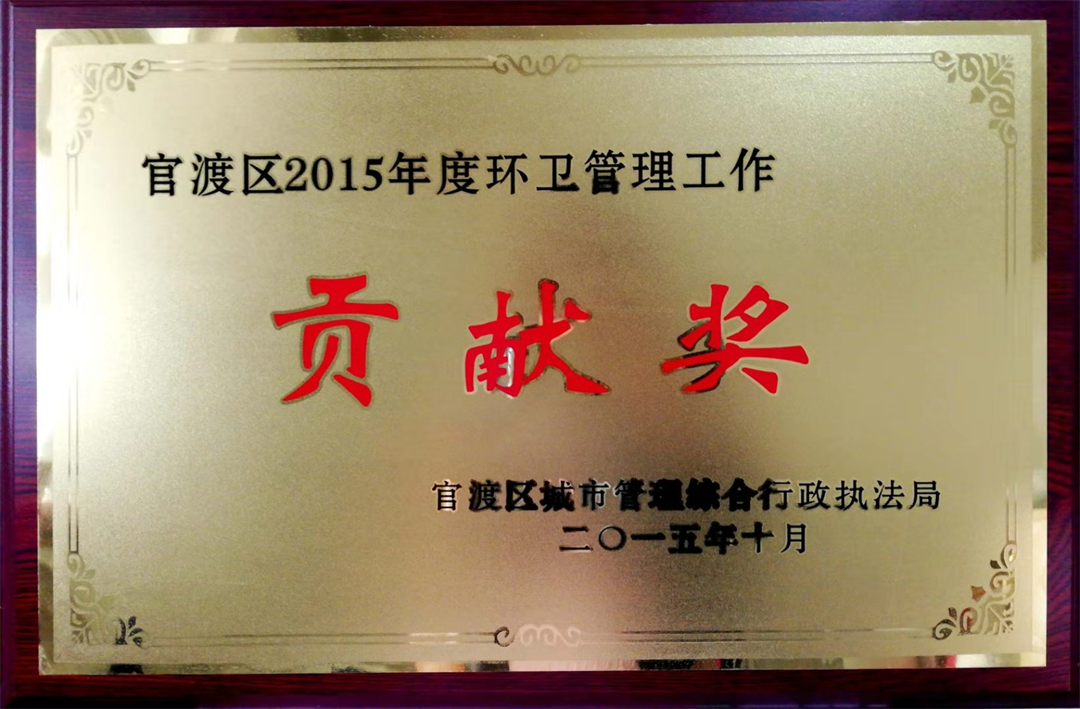 官渡区2015年度环卫管理工作
贡献奖
官渡区城市管理综合行政执法局
二〇一五年十月